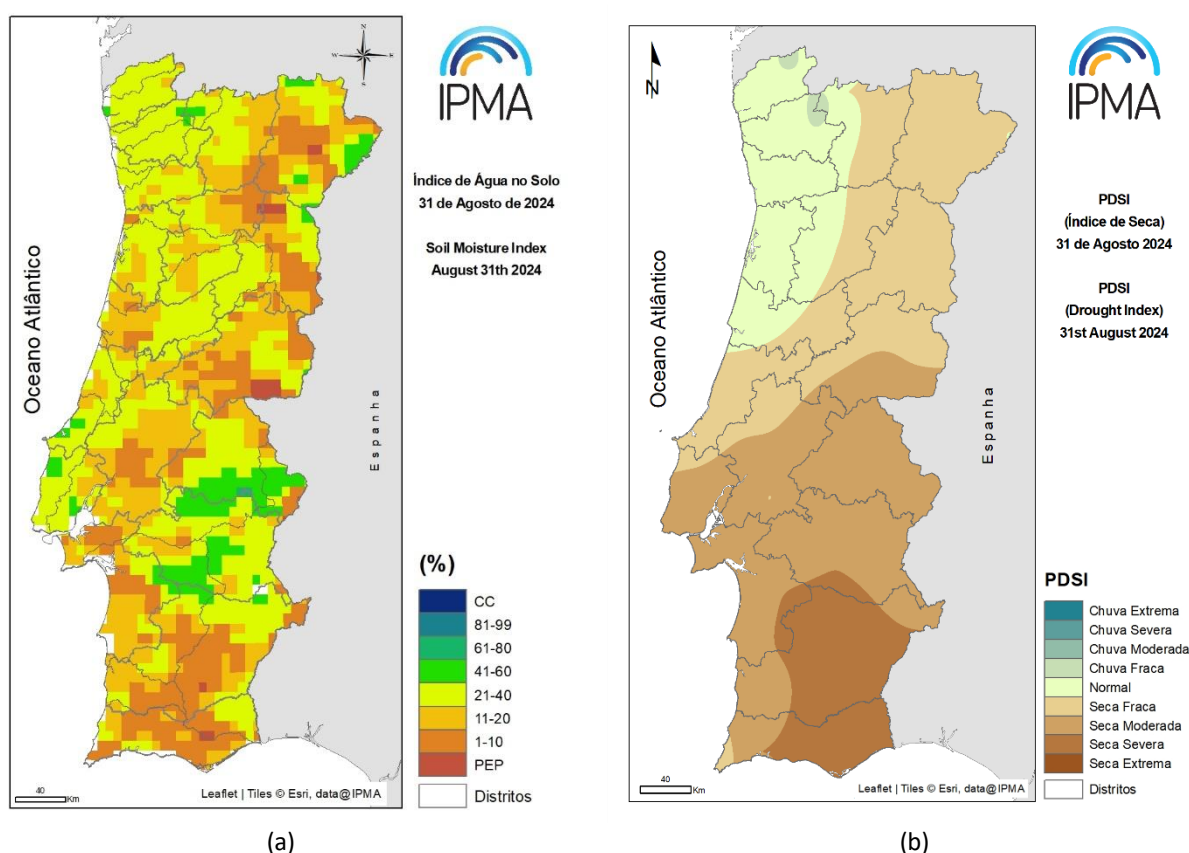 N
W
E
S
IPMA
Índice de Água no Solo
31 de Agosto de 2024
Soil Moisture Index
August 31th 2024
Oceano Atlântico
Espanha
(%)
CC
81-99
61-80
41-60
21-40
11-20
1-10
PEP
Distritos
40
Km
Leaflet | Tiles © Esri, data@IPMA
(a)
N
IPMA
PDSI
(Índice de Seca)
31 de Agosto 2024
PDSI
(Drought Index)
31st August 2024
Oceano Atlântico
Espanha
PDSI
Chuva Extrema
Chuva Severa
Chuva Moderada
Chuva Fraca
Normal
Seca Fraca
Seca Moderada
Seca Severa
Seca Extrema
Distritos
40
Km
Leaflet | Tiles © Esri, data@IPMA
(b)